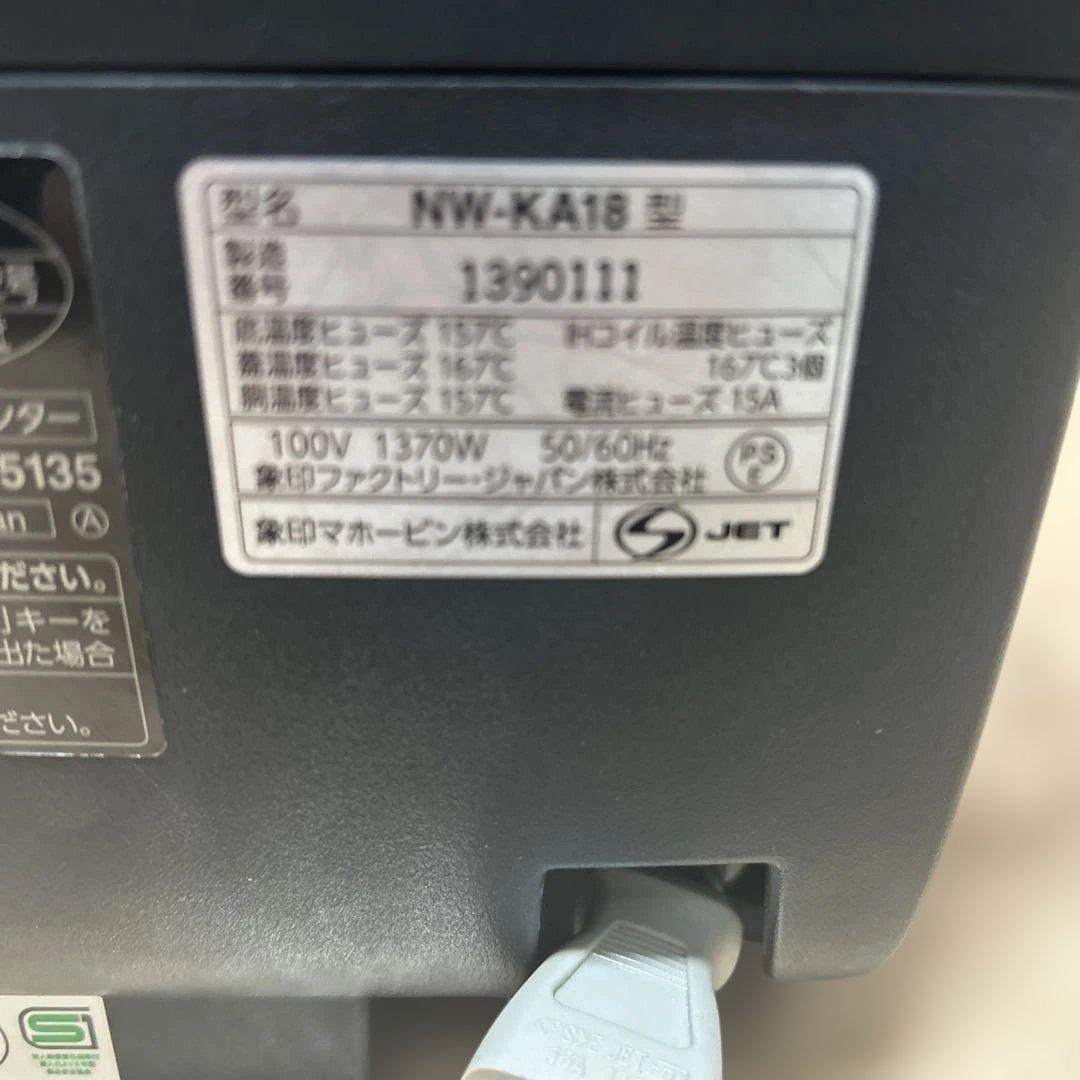 型名 NW-KA18 型
製造番号 1390111
底温度ヒューズ 157℃ IHコイル温度ヒューズ
蓋温度ヒューズ 167℃ 167℃3個
胴温度ヒューズ 157℃ 電流ヒューズ 15A
100V 1370W 50/60Hz
PS E
象印ファクトリー・ジャパン株式会社
象印マホービン株式会社 JET
号
ンター
5135
an A
ださい。
キーを
出た場合
ださい。
S
JET